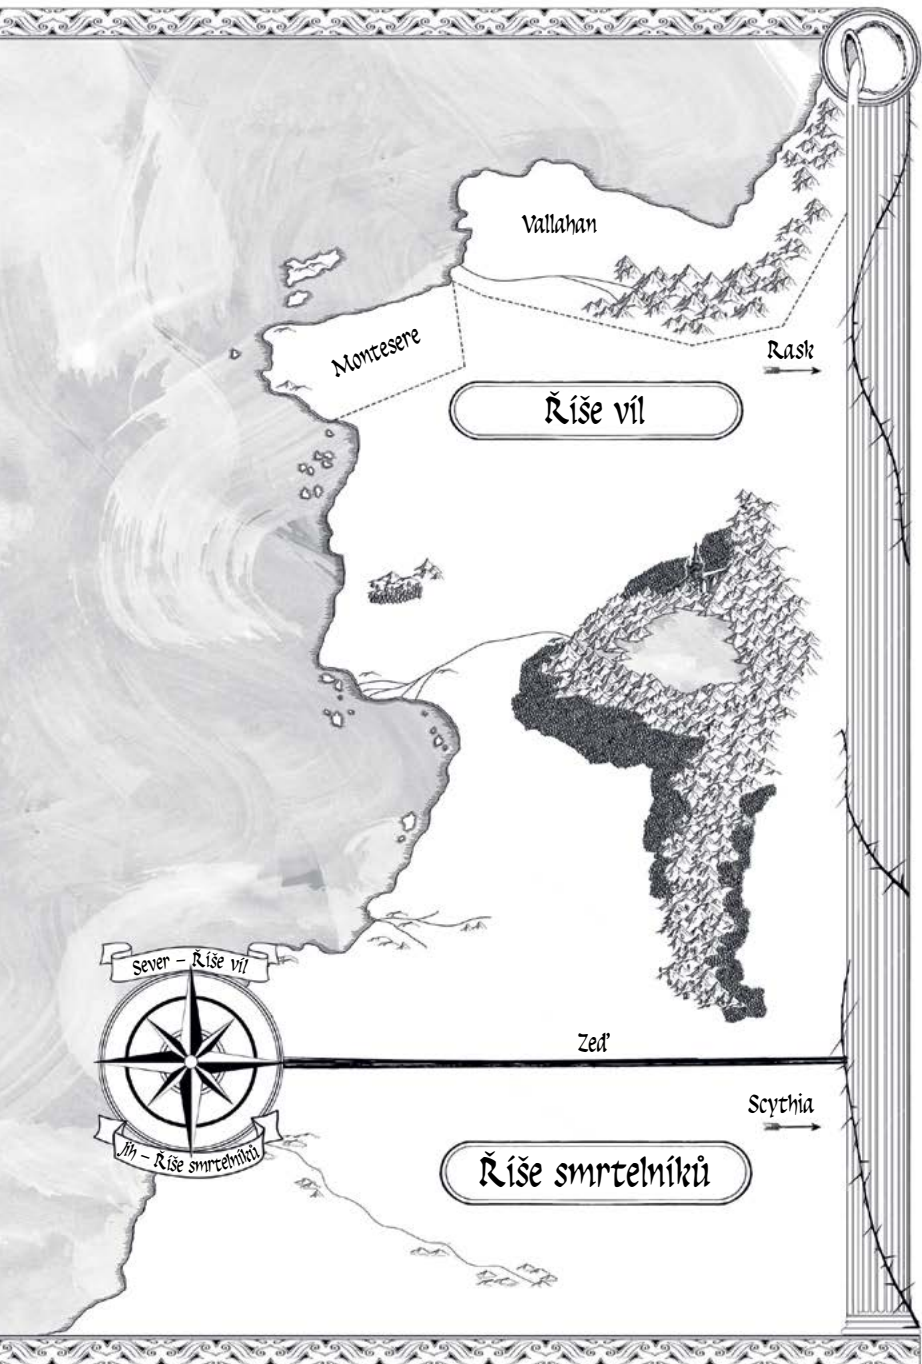 Vallahan
Montesere
Rask
Říše víl
Sever – Říše víl
Zeď
Scythia
Jih – Říše smrtelníků
Říše smrtelníků